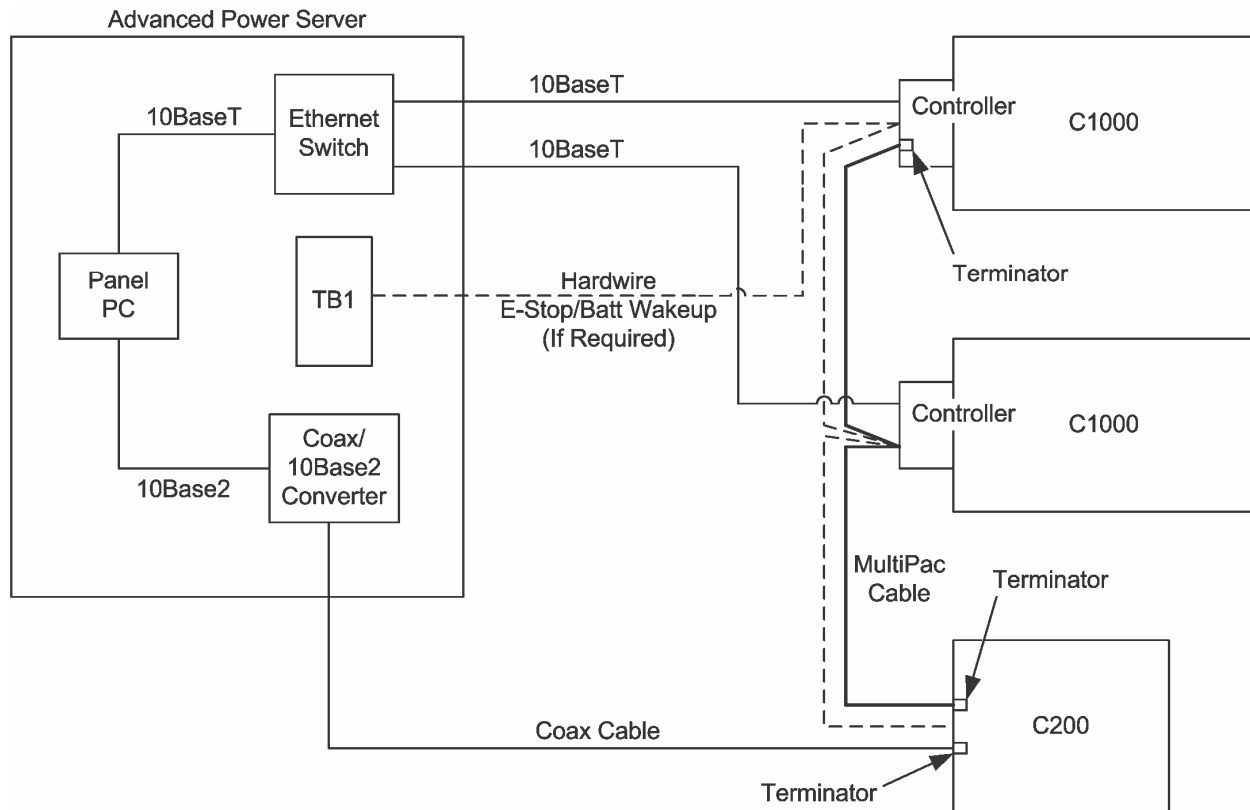 Advanced Power Server
10BaseT
Ethernet
Switch
10BaseT
10BaseT
Controller
C1000
Terminator
Panel
PC
TB1
Hardwire
E-Stop/Batt Wakeup
(If Required)
Controller
C1000
Coax/
10Base2
Converter
10Base2
MultiPac
Cable
Terminator
Coax Cable
C200
Terminator